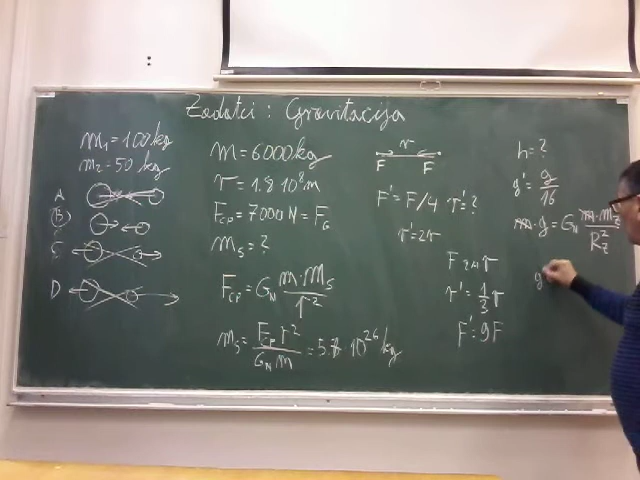 Zadatci : Gravitacija
m₁ = 100 kg
m₂ = 50 kg
A
B
C
D
m = 6000 kg
r = 1.8 10⁸ m
F_CP = 7000 N = F_G
m_S = ?
F_CP = G_N m·m_S / r²
m_S = F_CP r² / G_N m = 5.7 10²⁶ kg
r
F F
F' = F/4 r'?
r' = 2r
F r
r' = 1/3 r
F' = 9F
h = ?
g' = g/16
m·g = G_N m·m_Z / R_Z²
g